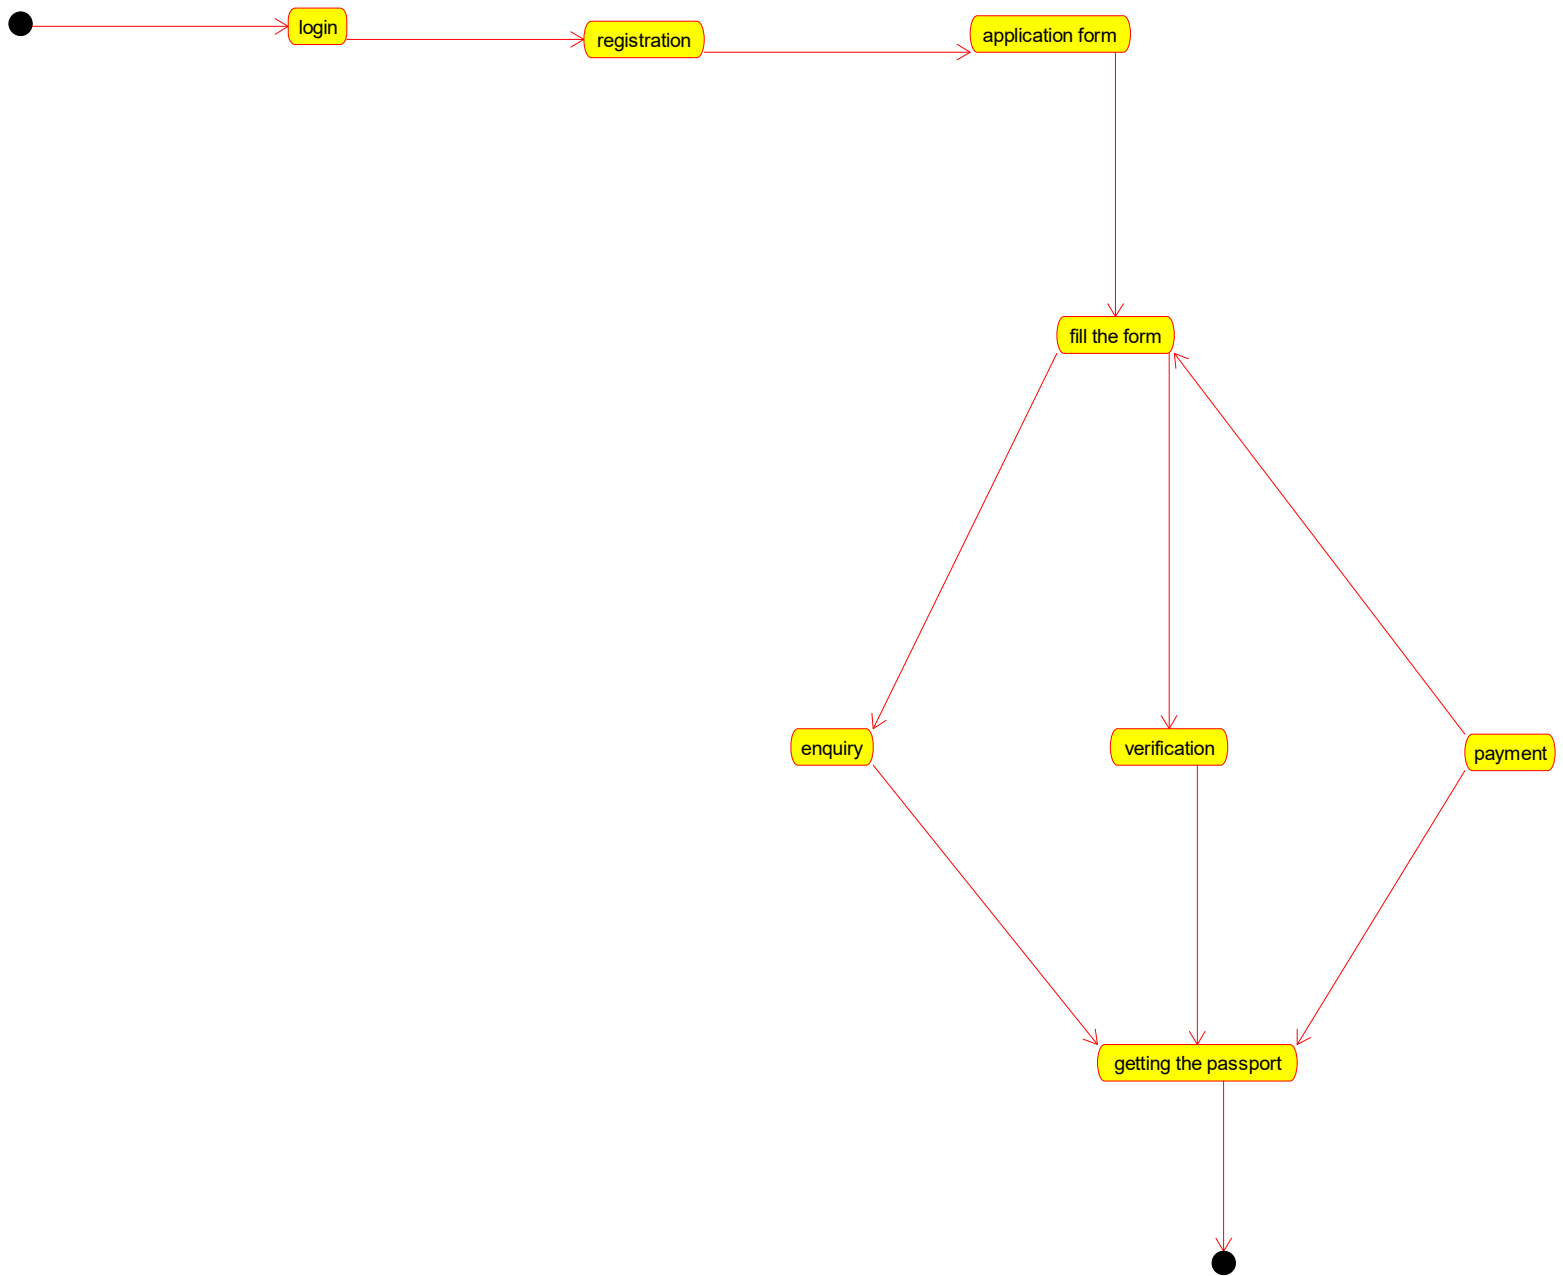 login
registration
application form
fill the form
enquiry
verification
payment
getting the passport